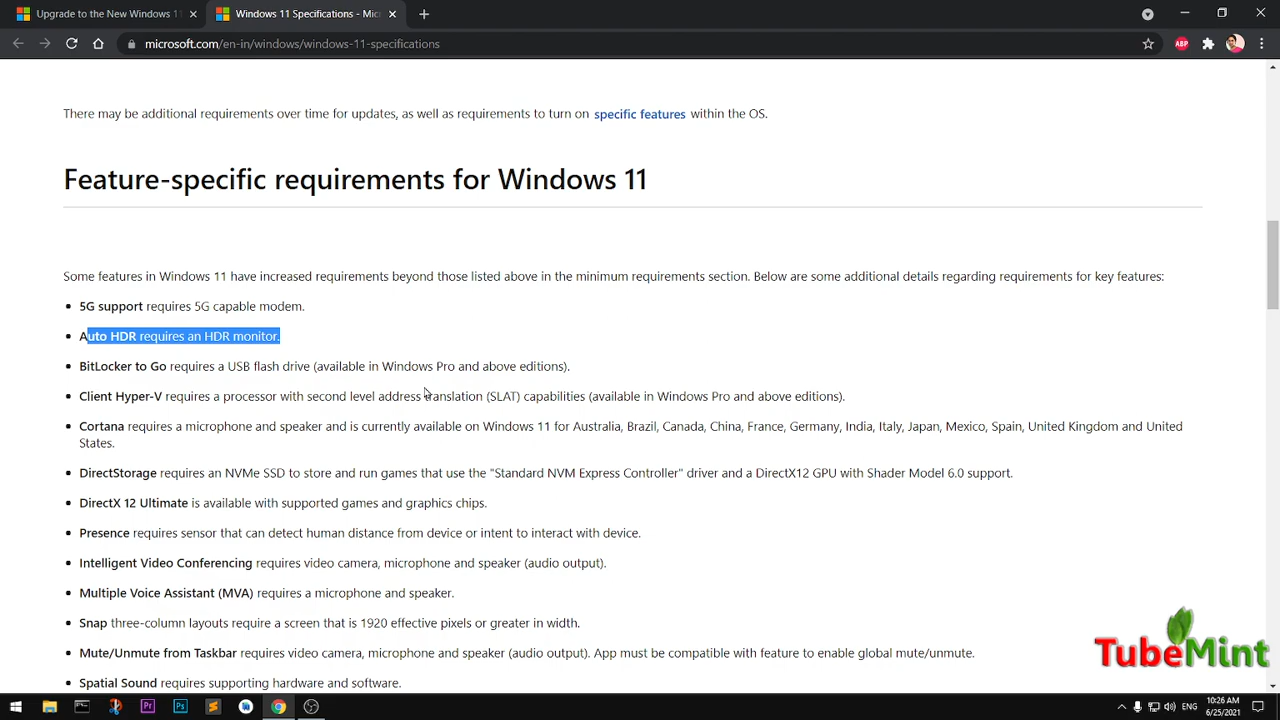 Upgrade to the New Windows 11
Windows 11 Specifications - Mic
microsoft.com/en-in/windows/windows-11-specifications
ABP
There may be additional requirements over time for updates, as well as requirements to turn on specific features within the OS.
Feature-specific requirements for Windows 11
Some features in Windows 11 have increased requirements beyond those listed above in the minimum requirements section. Below are some additional details regarding requirements for key features:
5G support requires 5G capable modem.
Auto HDR requires an HDR monitor.
BitLocker to Go requires a USB flash drive (available in Windows Pro and above editions).
Client Hyper-V requires a processor with second level address translation (SLAT) capabilities (available in Windows Pro and above editions).
Cortana requires a microphone and speaker and is currently available on Windows 11 for Australia, Brazil, Canada, China, France, Germany, India, Italy, Japan, Mexico, Spain, United Kingdom and United
States.
DirectStorage requires an NVMe SSD to store and run games that use the "Standard NVM Express Controller" driver and a DirectX12 GPU with Shader Model 6.0 support.
DirectX 12 Ultimate is available with supported games and graphics chips.
Presence requires sensor that can detect human distance from device or intent to interact with device.
Intelligent Video Conferencing requires video camera, microphone and speaker (audio output).
Multiple Voice Assistant (MVA) requires a microphone and speaker.
Snap three-column layouts require a screen that is 1920 effective pixels or greater in width.
Mute/Unmute from Taskbar requires video camera, microphone and speaker (audio output). App must be compatible with feature to enable global mute/unmute.
Spatial Sound requires supporting hardware and software.
TubeMint
Pr
Ps
ENG
10:26 AM
6/25/2021